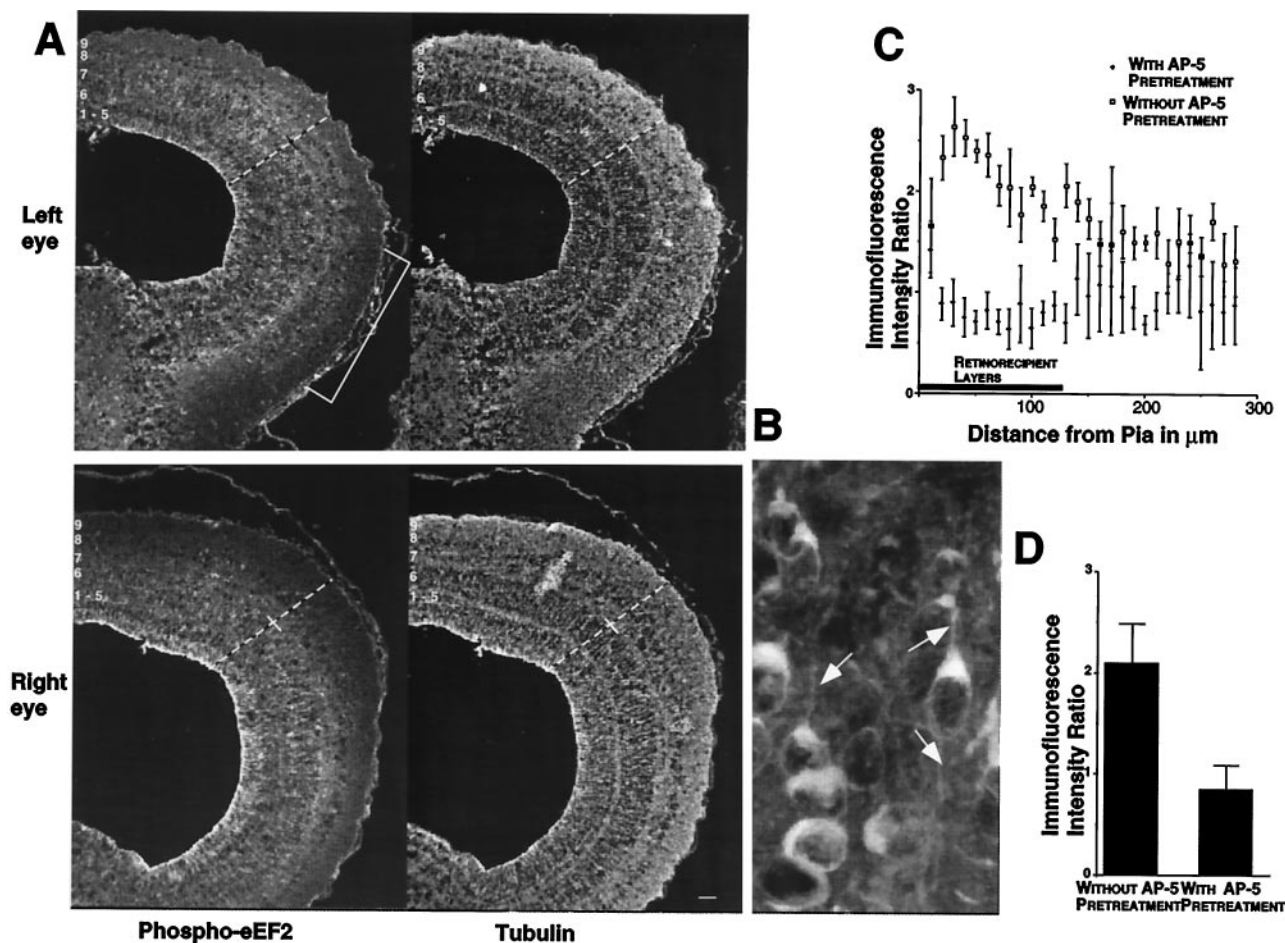 A
9
8
7
6
1 - 5
Left
eye
9
8
7
6
1 - 5
9
8
7
6
1 - 5
Right
eye
9
8
7
6
1 - 5
Phospho-eEF2
Tubulin
B
C
WITH AP-5
PRETREATMENT
WITHOUT AP-5
PRETREATMENT
Immunofluorescence
Intensity Ratio
3
2
1
0
RETINORECIPIENT
LAYERS
0
100
200
300
Distance from Pia in µm
D
Immunofluorescence
Intensity Ratio
3
2
1
0
WITHOUT AP-5
PRETREATMENT
WITH AP-5
PRETREATMENT